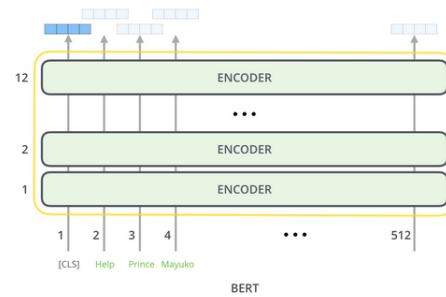 12
ENCODER
...
2
ENCODER
1
ENCODER
1 2 3 4 ... 512
[CLS] Help Prince Mayuko
BERT